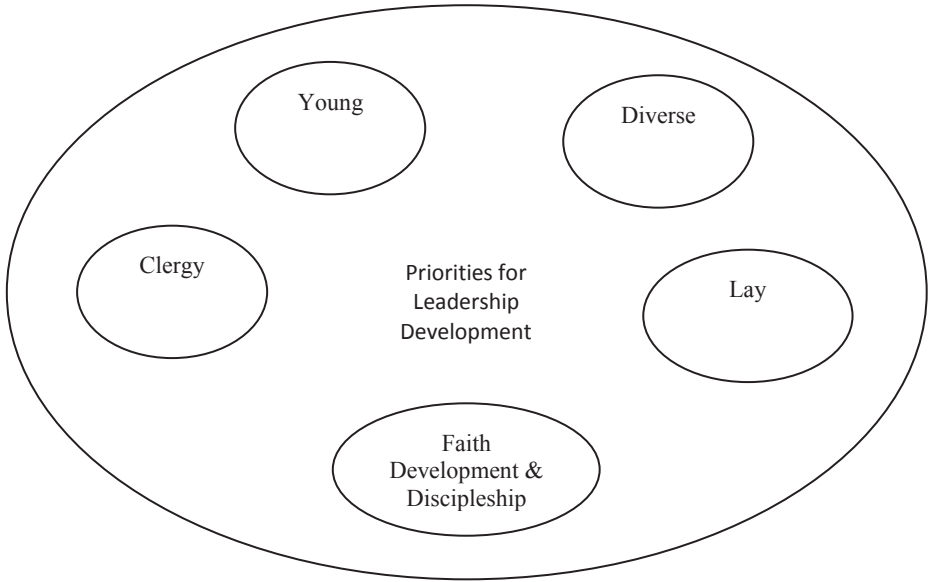 Young
Diverse
Clergy
Priorities for
Leadership
Development
Lay
Faith
Development &
Discipleship